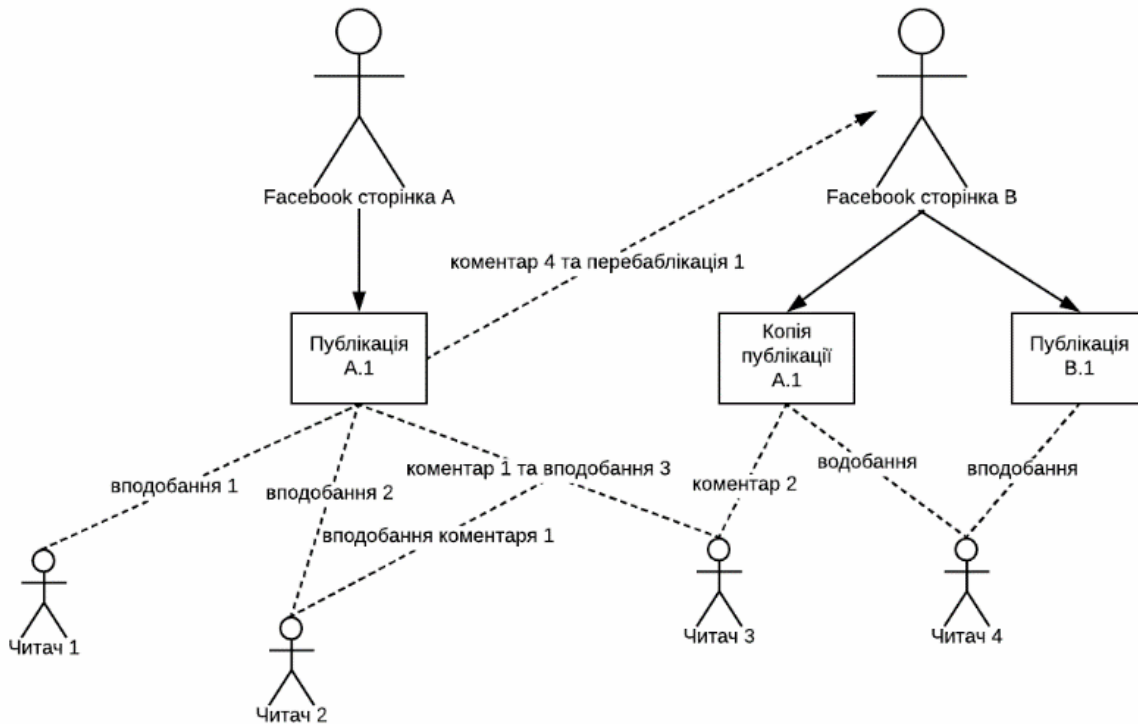 Facebook сторінка A
Facebook сторінка B
коментар 4 та перебаблікація 1
Публікація
A.1
Копія
публікації
A.1
Публікація
B.1
вподобання 1
вподобання 2
коментар 1 та вподобання 3
вподобання коментаря 1
коментар 2
водобання
вподобання
Читач 1
Читач 2
Читач 3
Читач 4